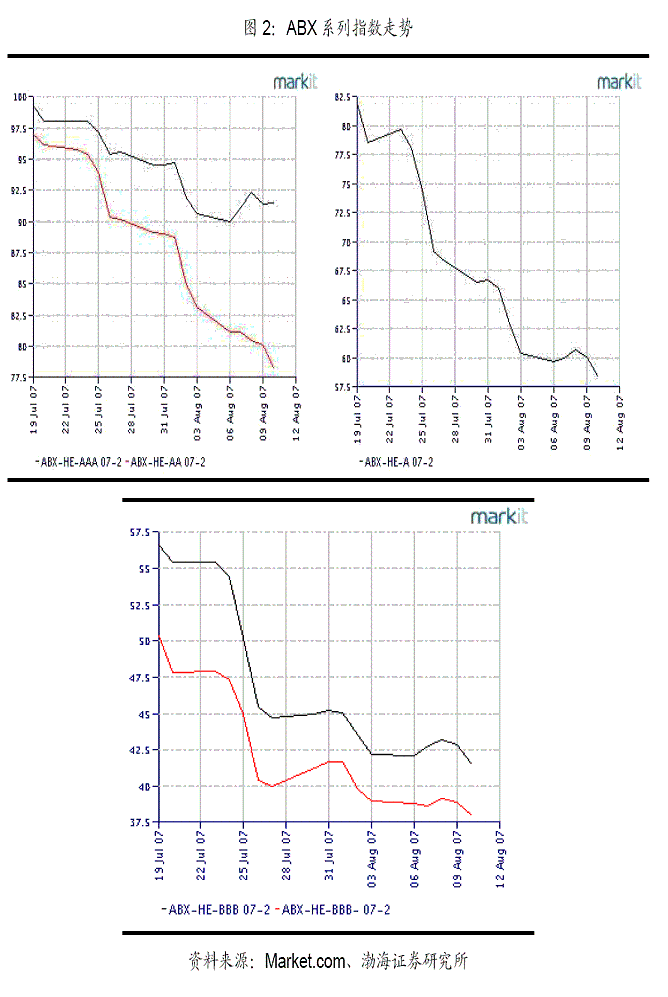 图 2：ABX 系列指数走势
markit
100
97.5
95
92.5
90
87.5
85
82.5
80
77.5
19 Jul 07
22 Jul 07
25 Jul 07
28 Jul 07
31 Jul 07
03 Aug 07
06 Aug 07
09 Aug 07
12 Aug 07
ABX-HE-AAA 07-2 ABX-HE-AA 07-2
markit
82.5
80
77.5
75
72.5
70
67.5
65
62.5
60
57.5
19 Jul 07
22 Jul 07
25 Jul 07
28 Jul 07
31 Jul 07
03 Aug 07
06 Aug 07
09 Aug 07
12 Aug 07
ABX-HE-A 07-2
markit
57.5
55
52.5
50
47.5
45
42.5
40
37.5
19 Jul 07
22 Jul 07
25 Jul 07
28 Jul 07
31 Jul 07
03 Aug 07
06 Aug 07
09 Aug 07
12 Aug 07
ABX-HE-BBB 07-2 ABX-HE-BBB- 07-2
资料来源：Market.com、渤海证券研究所